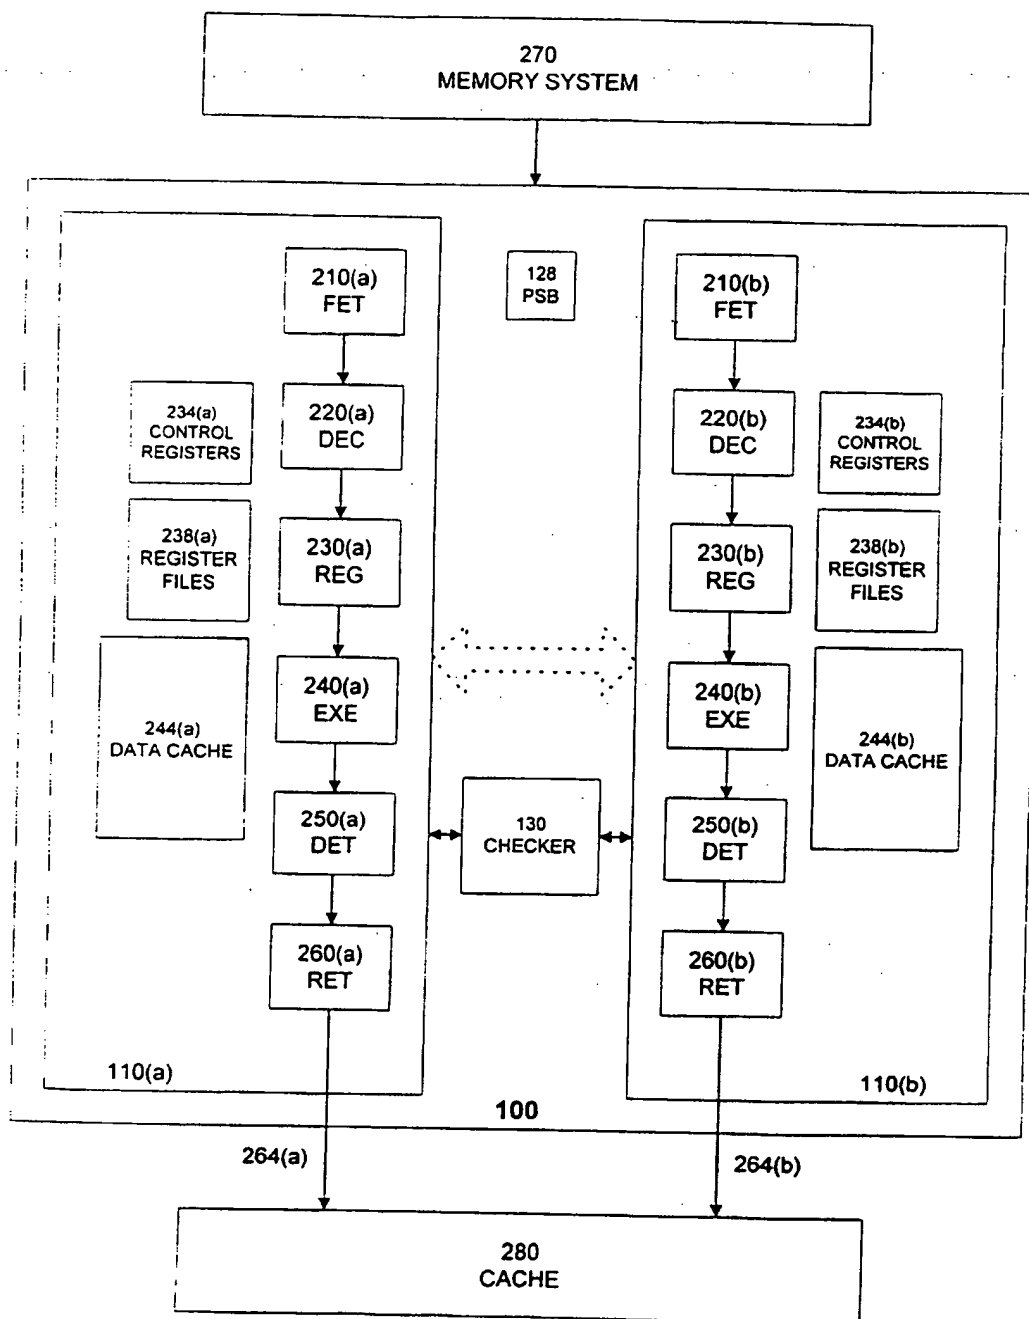 270
MEMORY SYSTEM
210(a)
FET
128
PSB
210(b)
FET
234(a)
CONTROL
REGISTERS
220(a)
DEC
220(b)
DEC
234(b)
CONTROL
REGISTERS
238(a)
REGISTER
FILES
230(a)
REG
230(b)
REG
238(b)
REGISTER
FILES
244(a)
DATA CACHE
240(a)
EXE
240(b)
EXE
244(b)
DATA CACHE
250(a)
DET
130
CHECKER
250(b)
DET
260(a)
RET
260(b)
RET
110(a)
110(b)
100
264(a)
264(b)
280
CACHE